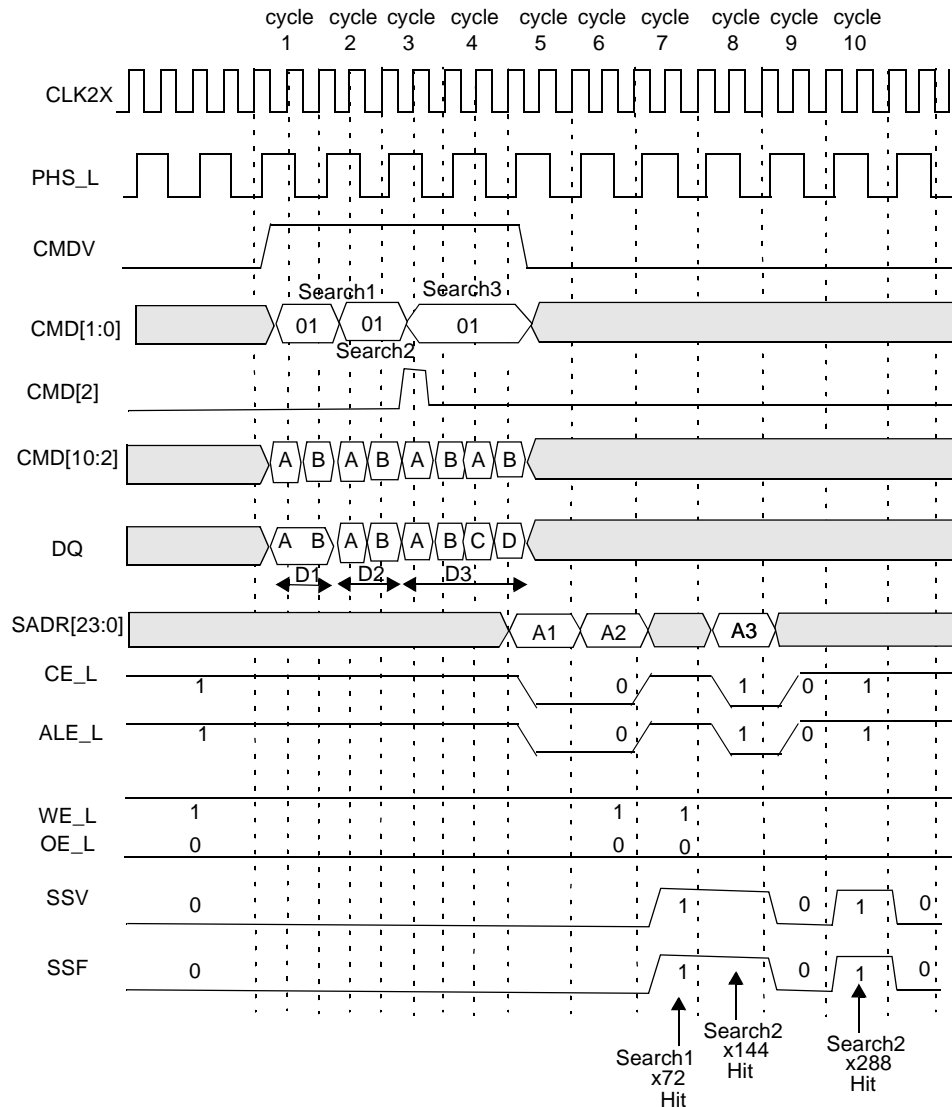 cycle cycle cycle cycle cycle cycle cycle cycle cycle cycle
1 2 3 4 5 6 7 8 9 10
CLK2X
PHS_L
CMDV
Search1 Search3
CMD[1:0] 01 01 01
Search2
CMD[2]
CMD[10:2] A B A B A B A B
DQ A B A B A B C D
D1 D2 D3
SADR[23:0] A1 A2 A3
CE_L 1 0 1 0 1
ALE_L 1 0 1 0 1
WE_L 1 1 1
OE_L 0 0 0
SSV 0 1 0 1 0
SSF 0 1 0 1 0
Search1
x72
Hit
Search2
x144
Hit
Search2
x288
Hit